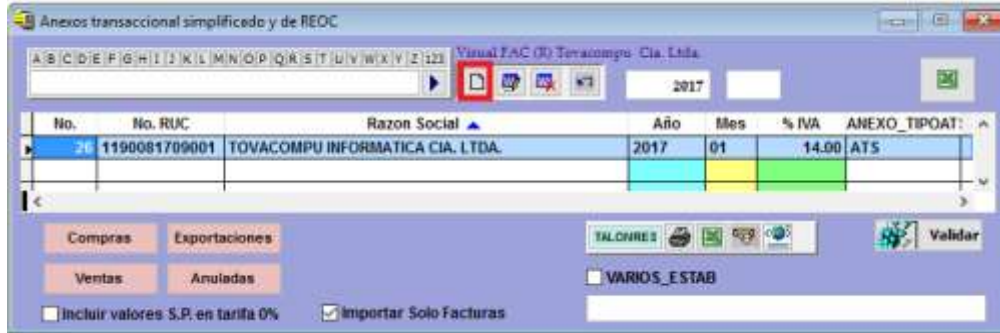 Anexos transaccional simplificado y de REOC
A B C D E F G H I J K L M N O P Q R S T U V W X Y Z 123
Visual FAC (R) Tovacompu Cia. Ltda.
2017
No. No. RUC Razon Social Año Mes % IVA ANEXO_TIPOAT:
26 1190081709001 TOVACOMPU INFORMATICA CIA. LTDA. 2017 01 14.00 ATS
Compras Exportaciones TALONRES Validar
Ventas Anuladas VARIOS_ESTAB
Incluir valores S.P. en tarifa 0% Importar Solo Facturas